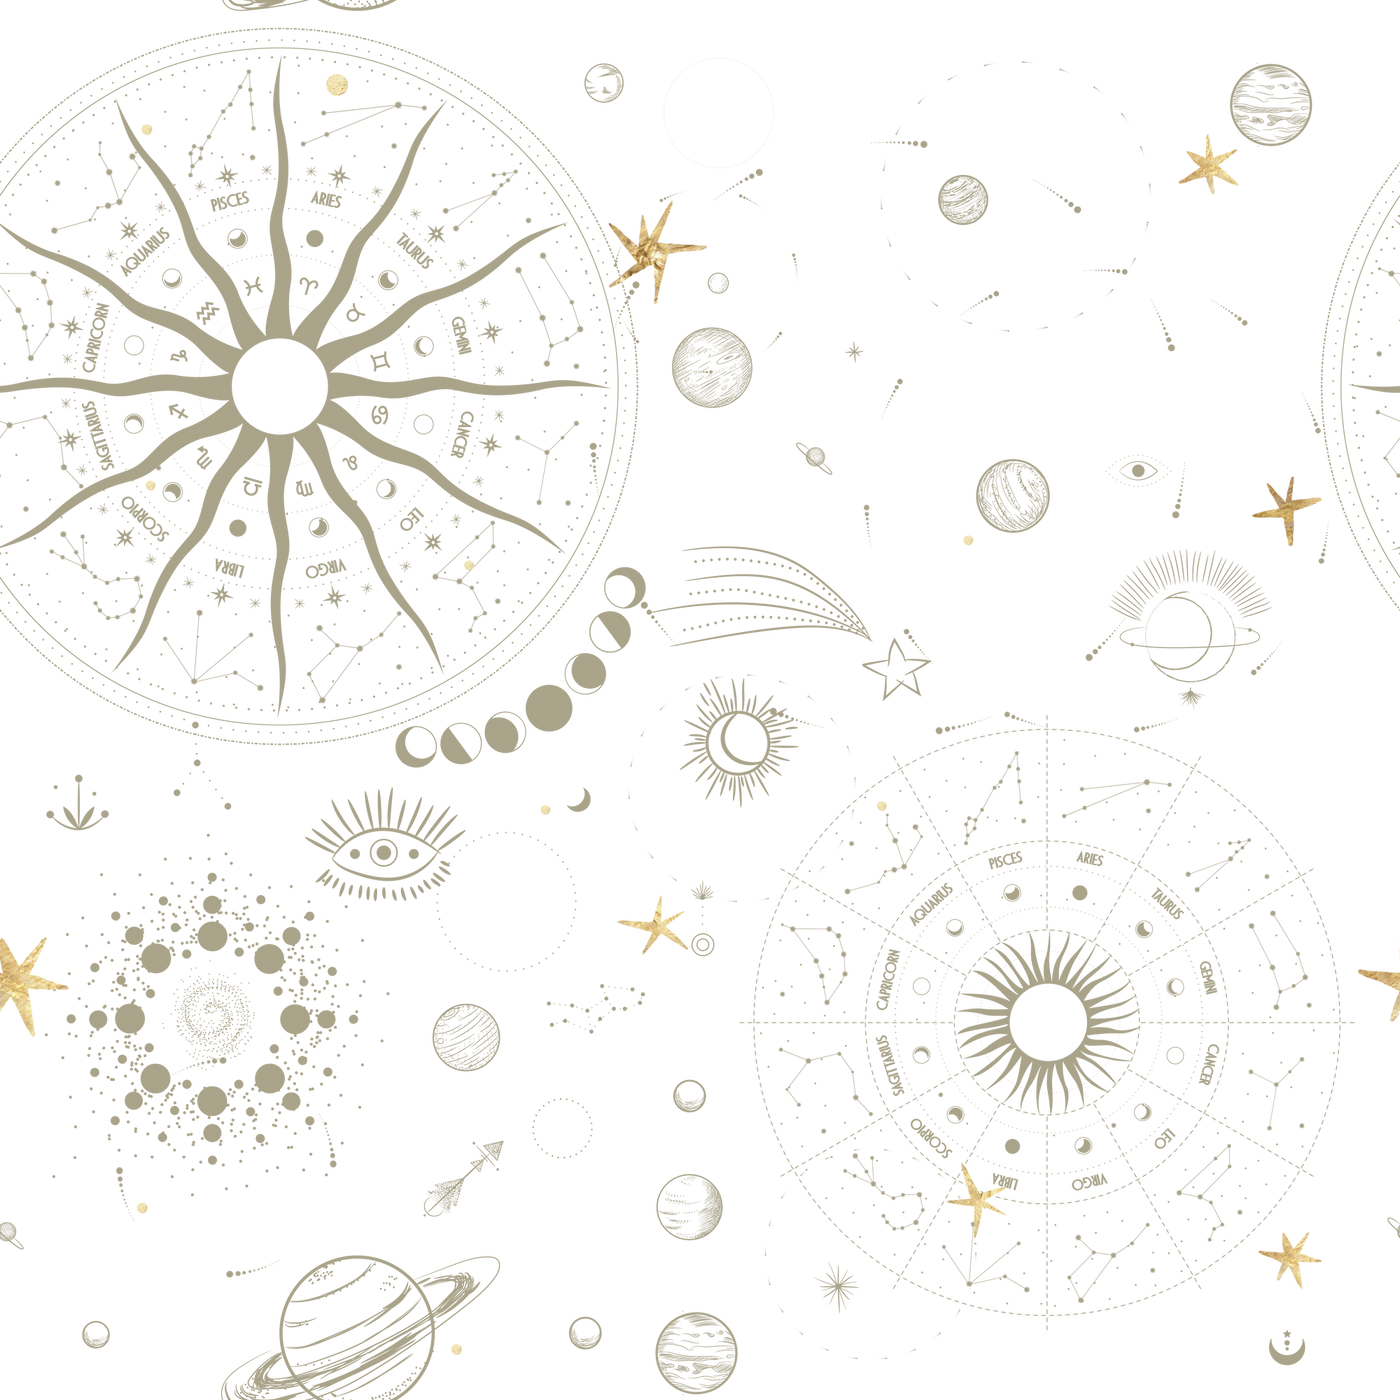 PISCES
ARIES
TAURUS
GEMINI
CANCER
LEO
VIRGO
LIBRA
SCORPIO
SAGITTARIUS
CAPRICORN
AQUARIUS
PISCES
ARIES
TAURUS
GEMINI
CANCER
LEO
VIRGO
LIBRA
SCORPIO
SAGITTARIUS
CAPRICORN
AQUARIUS